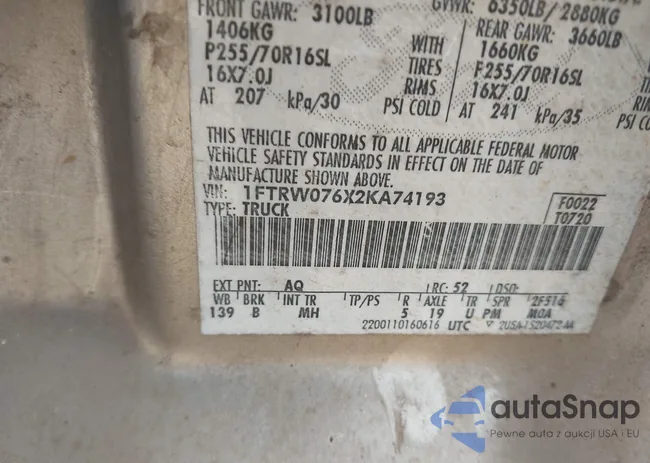 FRONT GAWR: 3100LB
1406KG
P255/70R16SL
16X7.0J
AT 207 kPa/30 PSI COLD
WITH
TIRES
RIMS
GVWR: 6350LB/2880KG
REAR GAWR: 3660LB
1660KG
P255/70R16SL
16X7.0J
AT 241 kPa/35 PSI CO
WITH
TIRES
RIMS
THIS VEHICLE CONFORMS TO ALL APPLICABLE FEDERAL MOTOR
VEHICLE SAFETY STANDARDS IN EFFECT ON THE DATE OF
MANUFACTURE SHOWN ABOVE.
VIN: 1FTRW076X2KA74193
TYPE: TRUCK
F0022
T0720
EXT PNT: AQ RC: 52 DSO:
WB BRK INT TR TP/PS R AXLE TR SPR 2F516
139 B MH 5 19 U PM MOA
2200110160616 UTC
autaSnap
Pewne auta z aukcji USA i EU